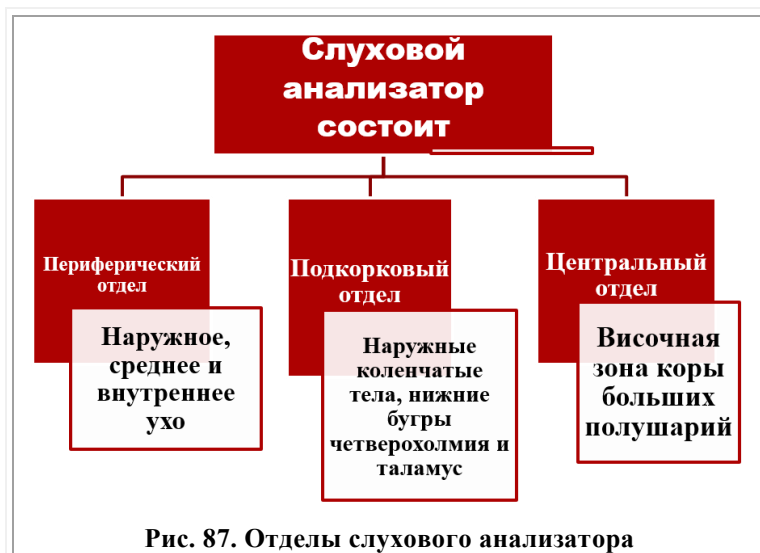 Слуховой
анализатор
состоит
Периферический
отдел
Наружное,
среднее и
внутреннее
ухо
Подкорковый
отдел
Наружные
коленчатые
тела, нижние
бугры
четверохолмия и
таламус
Центральный
отдел
Височная
зона коры
больших
полушарий
Рис. 87. Отделы слухового анализатора